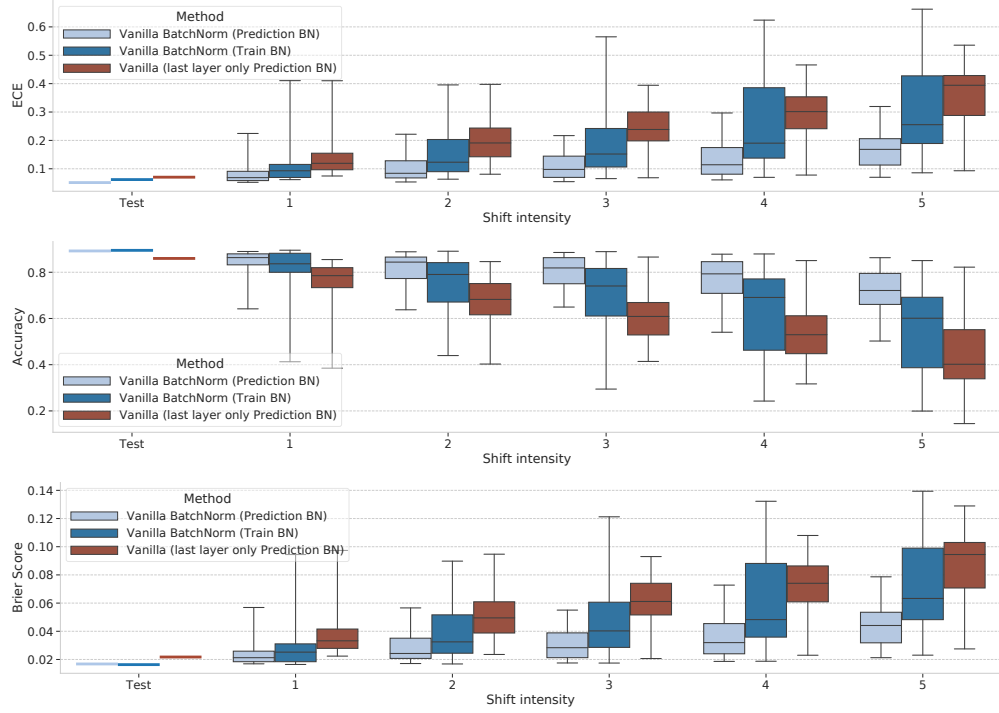 Method
Vanilla BatchNorm (Prediction BN)
Vanilla BatchNorm (Train BN)
Vanilla (last layer only Prediction BN)
0.6
0.5
0.4
0.3
0.2
0.1
ECE
Test 1 2 3 4 5
Shift intensity
0.8
0.6
0.4
0.2
Accuracy
Method
Vanilla BatchNorm (Prediction BN)
Vanilla BatchNorm (Train BN)
Vanilla (last layer only Prediction BN)
Test 1 2 3 4 5
Shift intensity
Method
Vanilla BatchNorm (Prediction BN)
Vanilla BatchNorm (Train BN)
Vanilla (last layer only Prediction BN)
0.14
0.12
0.10
0.08
0.06
0.04
0.02
Brier Score
Test 1 2 3 4 5
Shift intensity